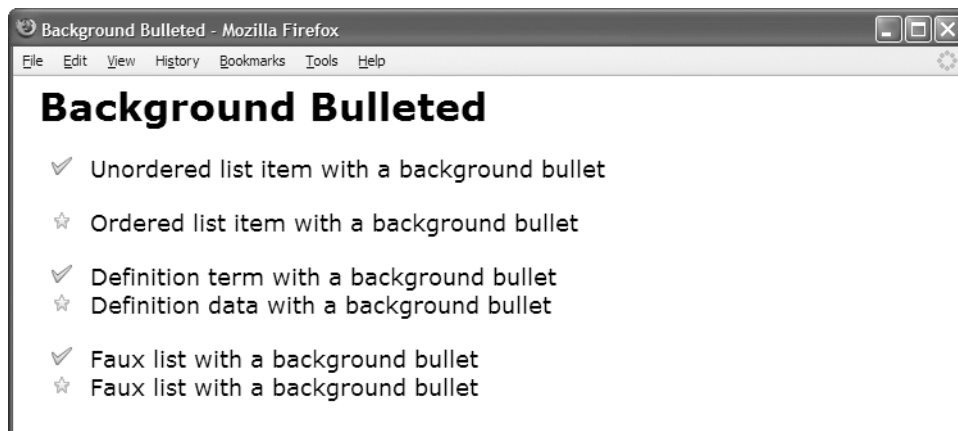 Background Bulleted - Mozilla Firefox
File Edit View History Bookmarks Tools Help
Background Bulleted
Unordered list item with a background bullet
Ordered list item with a background bullet
Definition term with a background bullet
Definition data with a background bullet
Faux list with a background bullet
Faux list with a background bullet